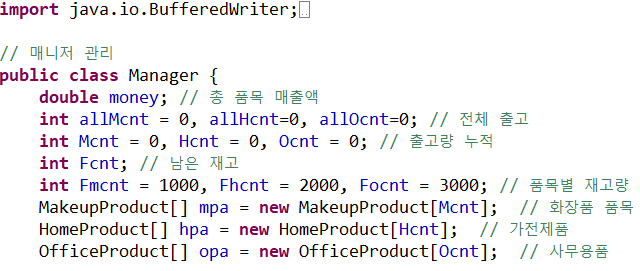 import java.io.BufferedWriter;
// 매니저 관리
public class Manager {
double money; // 총 품목 매출액
int allMcnt = 0, allHcnt=0, allOcnt=0; // 전체 출고
int Mcnt = 0, Hcnt = 0, Ocnt = 0; // 출고량 누적
int Fcnt; // 남은 재고
int Fmcnt = 1000, Fhcnt = 2000, Focnt = 3000; // 품목별 재고량
MakeupProduct[] mpa = new MakeupProduct[Mcnt]; // 화장품 품목
HomeProduct[] hpa = new HomeProduct[Hcnt]; // 가전제품
OfficeProduct[] opa = new OfficeProduct[Ocnt]; // 사무용품